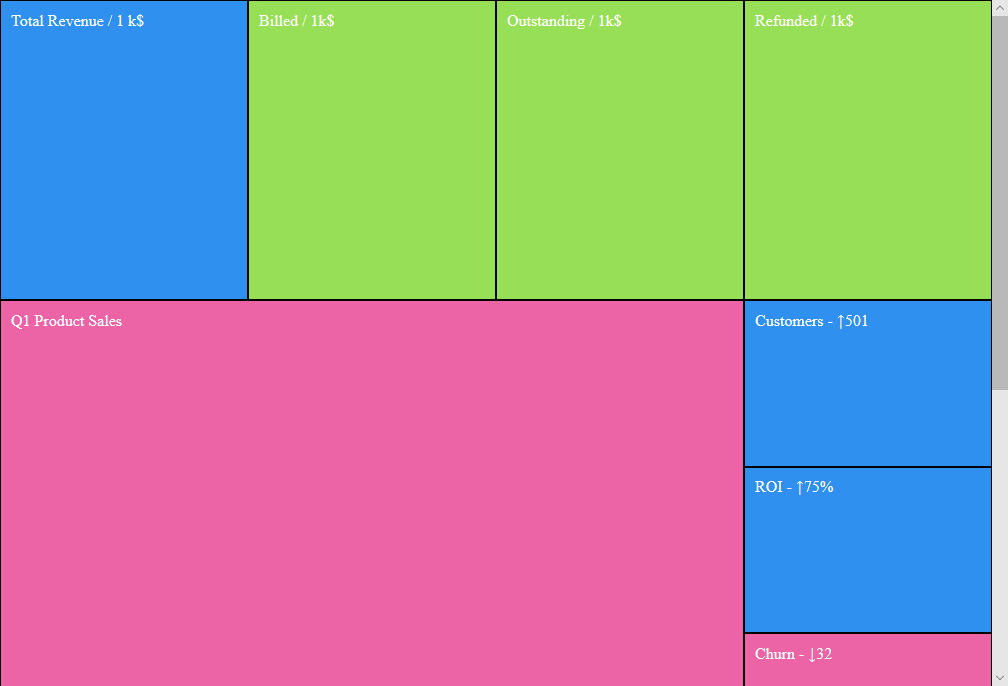 Total Revenue / 1 k$
Billed / 1k$
Outstanding / 1k$
Refunded / 1k$
Q1 Product Sales
Customers - ↑501
ROI - ↑75%
Churn - ↓32